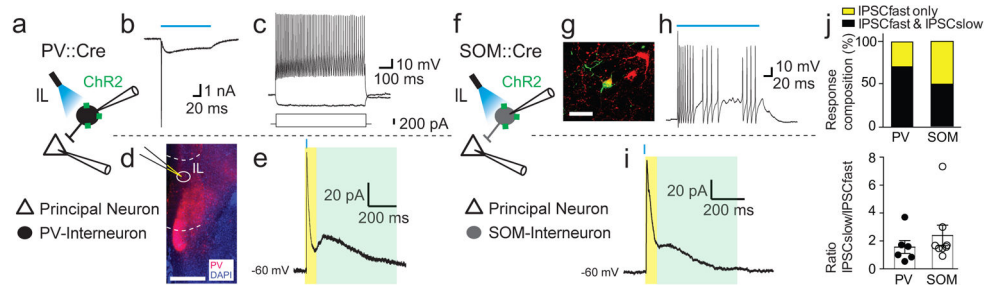 a
PV::Cre
ChR2
IL
Principal Neuron
PV-Interneuron
b
1 nA
20 ms
c
10 mV
100 ms
200 pA
d
IL
PV
DAPI
e
20 pA
200 ms
-60 mV
f
SOM::Cre
ChR2
IL
Principal Neuron
SOM-Interneuron
g
h
10 mV
20 ms
i
20 pA
200 ms
-60 mV
j
IPSCfast only
IPSCfast & IPSCslow
Response
composition (%)
100
50
0
PV
SOM
Ratio
IPSCslow/IPSCfast
8
6
4
2
0
PV
SOM